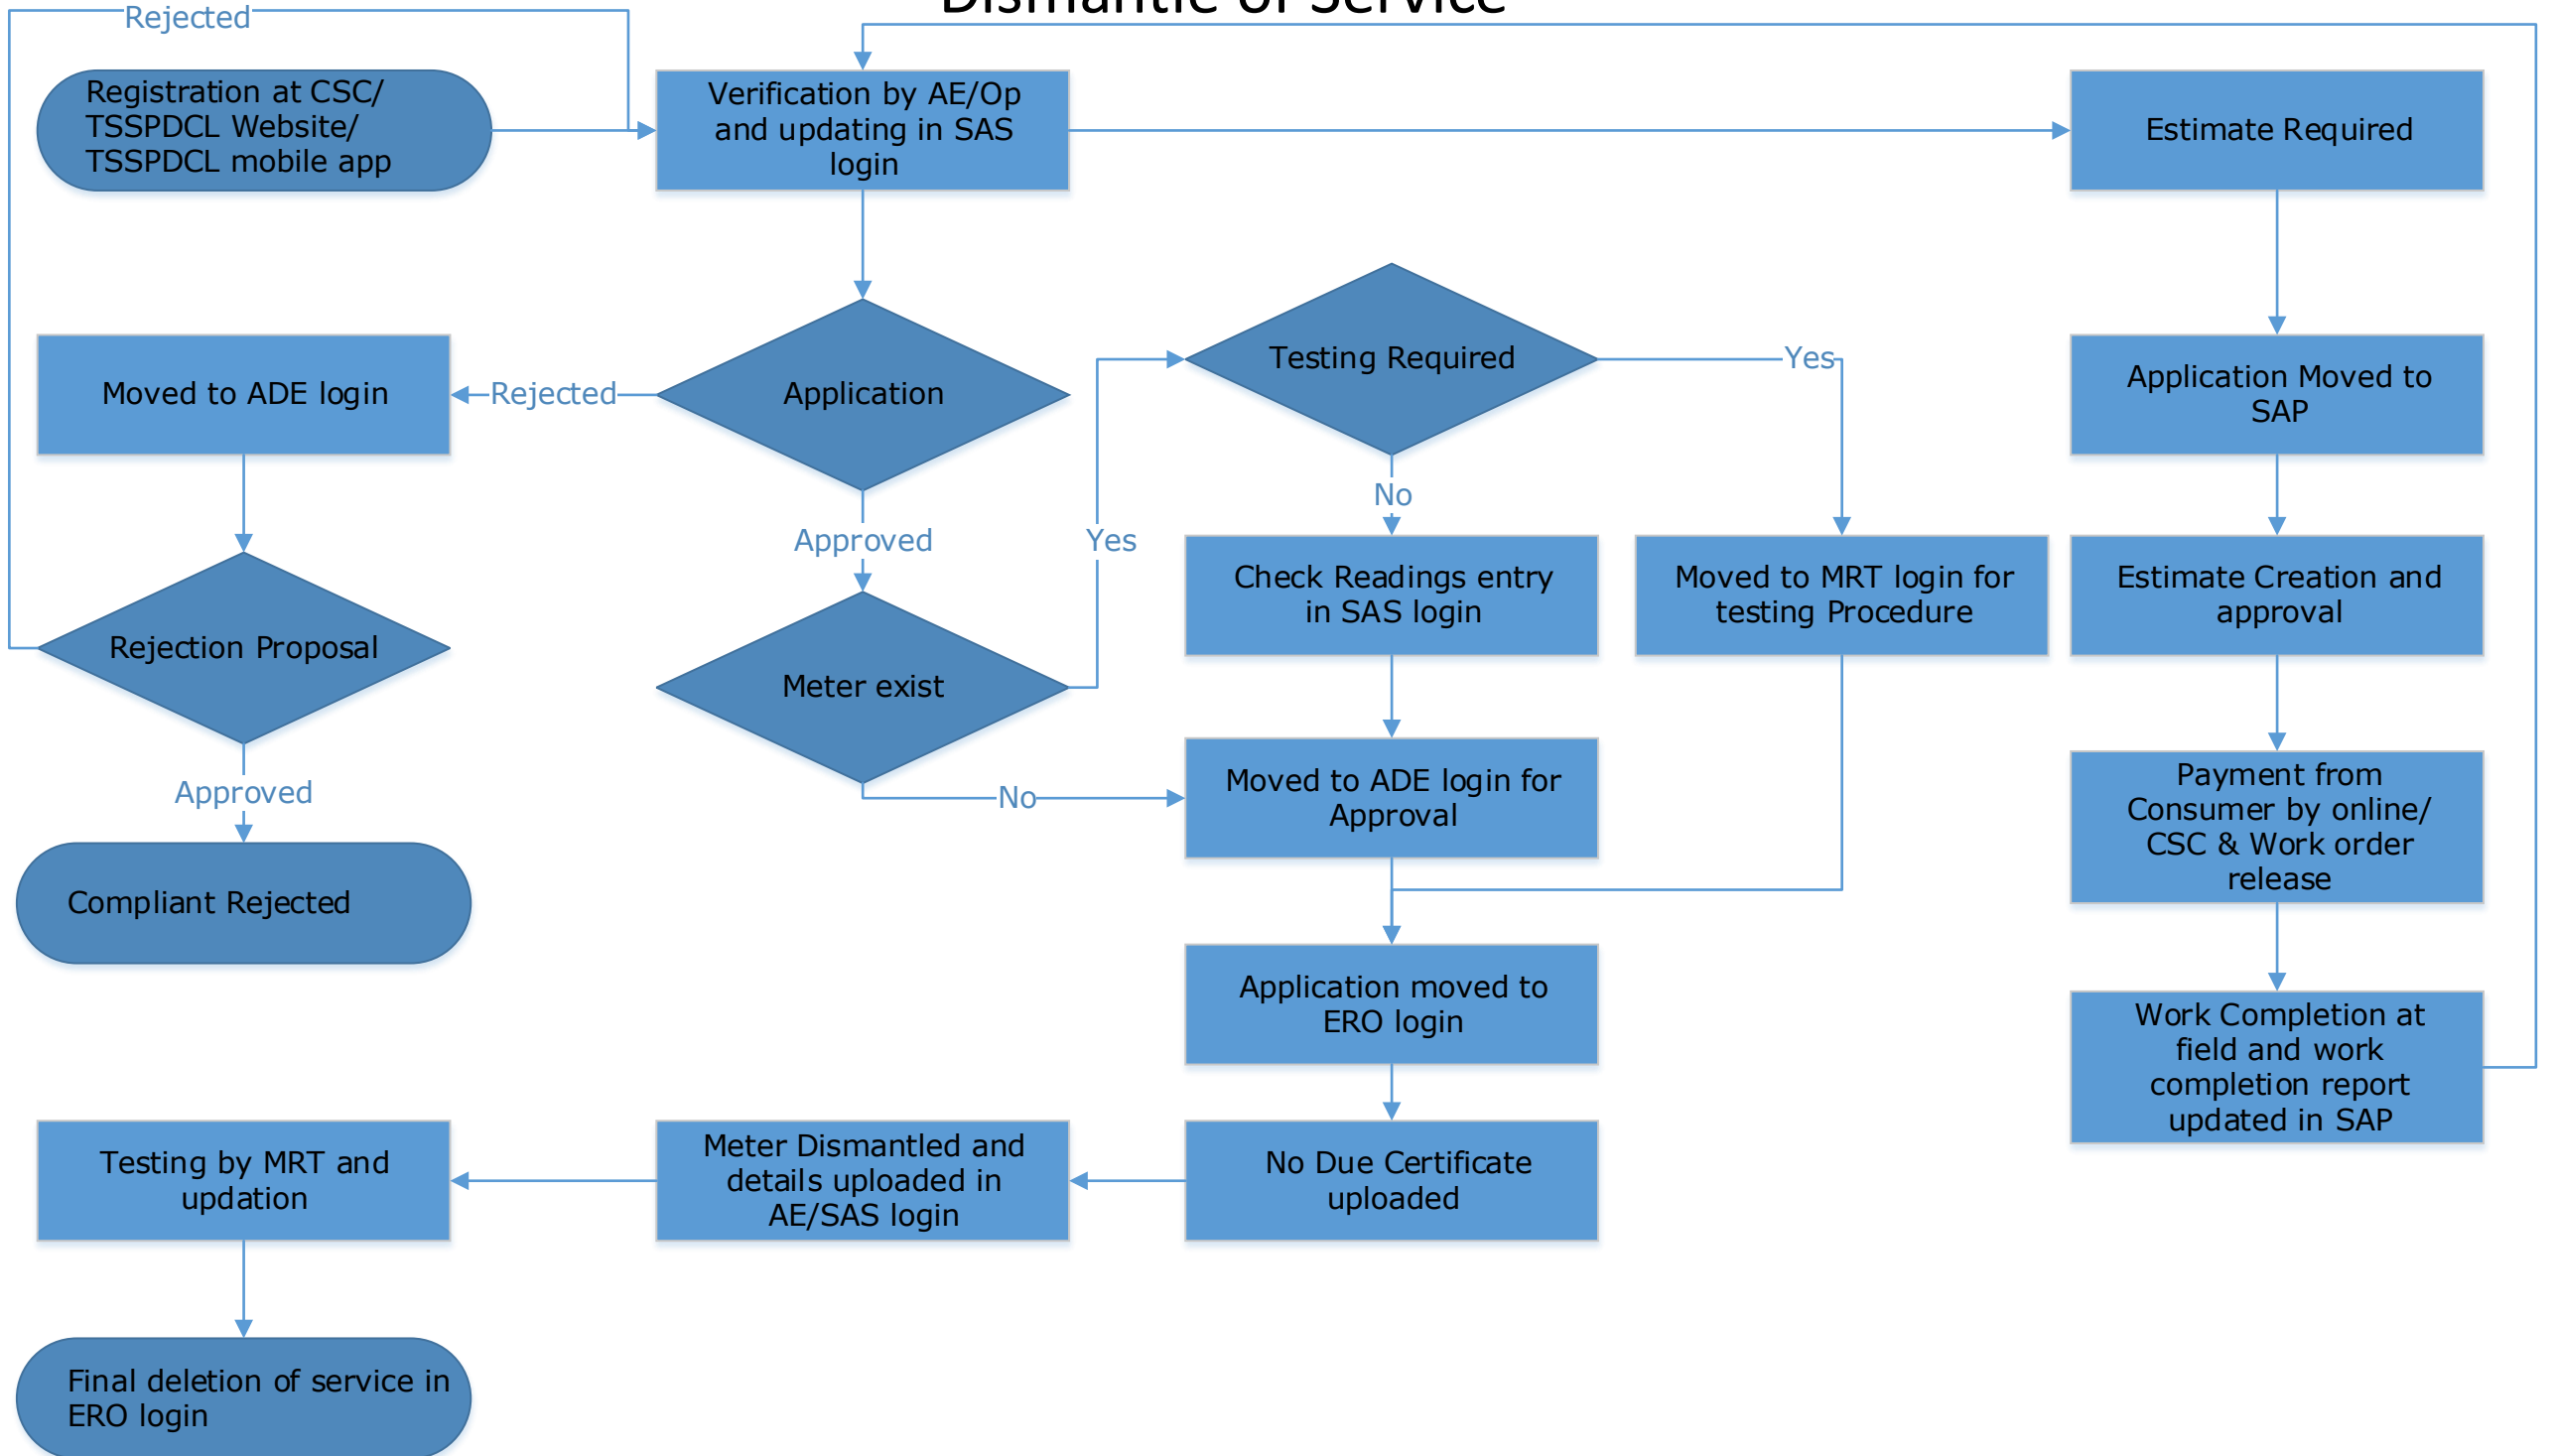 Dismantle of Service
Rejected
Registration at CSC/
TSSPDCL Website/
TSSPDCL mobile app
Verification by AE/Op
and updating in SAS
login
Estimate Required
Moved to ADE login
Rejected
Application
Testing Required
Yes
Application Moved to
SAP
No
Approved
Yes
Check Readings entry
in SAS login
Moved to MRT login for
testing Procedure
Estimate Creation and
approval
Rejection Proposal
Meter exist
Approved
No
Moved to ADE login for
Approval
Payment from
Consumer by online/
CSC & Work order
release
Compliant Rejected
Application moved to
ERO login
Work Completion at
field and work
completion report
updated in SAP
Testing by MRT and
updation
Meter Dismantled and
details uploaded in
AE/SAS login
No Due Certificate
uploaded
Final deletion of service in
ERO login